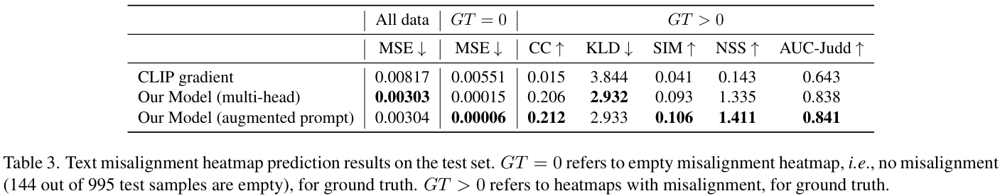 All data GT = 0 GT > 0
MSE ↓ MSE ↓ CC ↑ KLD ↓ SIM ↑ NSS ↑ AUC-Judd ↑
CLIP gradient 0.00817 0.00551 0.015 3.844 0.041 0.143 0.643
Our Model (multi-head) 0.00303 0.00015 0.206 2.932 0.093 1.335 0.838
Our Model (augmented prompt) 0.00304 0.00006 0.212 2.933 0.106 1.411 0.841
Table 3. Text misalignment heatmap prediction results on the test set. GT = 0 refers to empty misalignment heatmap, i.e., no misalignment
(144 out of 995 test samples are empty), for ground truth. GT > 0 refers to heatmaps with misalignment, for ground truth.